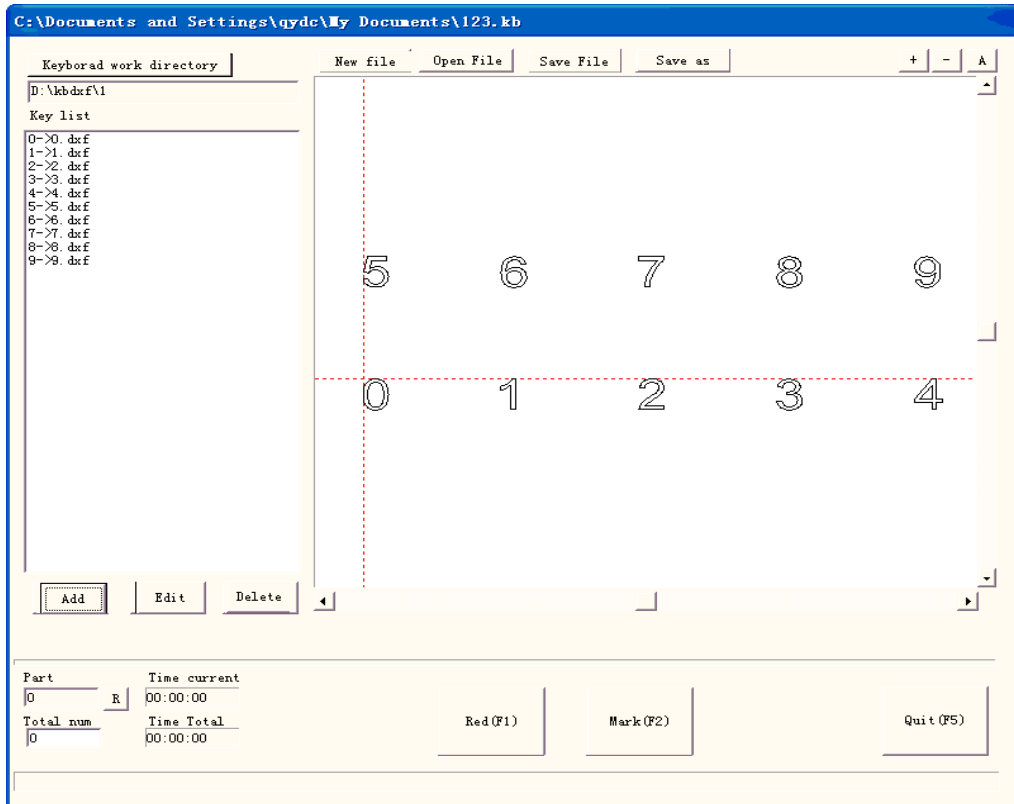 C:\Documents and Settings\qydc\My Documents\123.kb
Keyborad work directory
New file Open File Save File Save as + - A
D:\kbdxf\1
Key list
0->0.dxf
1->1.dxf
2->2.dxf
3->3.dxf
4->4.dxf
5->5.dxf
6->6.dxf
7->7.dxf
8->8.dxf
9->9.dxf
5 6 7 8 9
0 1 2 3 4
Add Edit Delete
Part Time current
0 R 00:00:00
Total num Time Total
0 00:00:00
Red(F1) Mark(F2) Quit(F5)